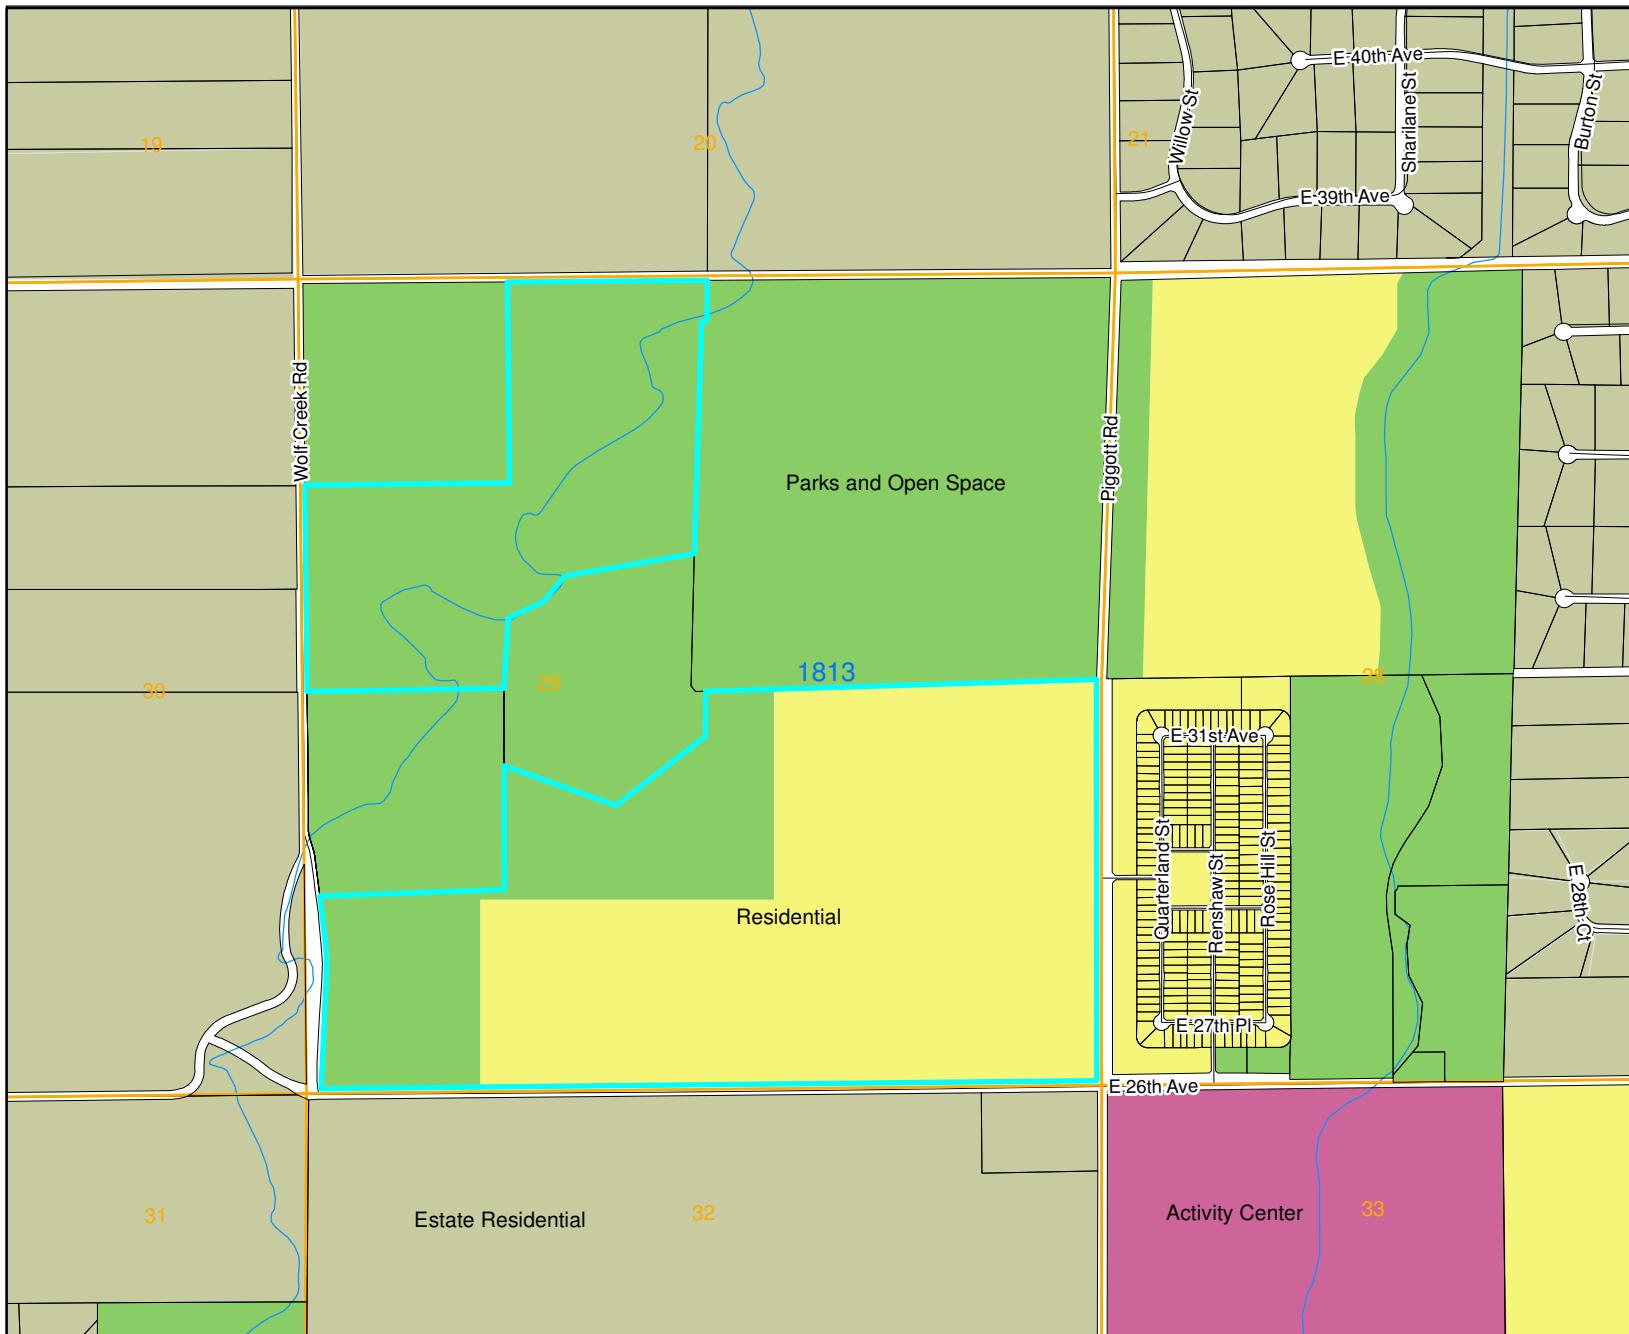 E 40th Ave
Willow St
Sharilane St
Burton St
19
20
21
E 39th Ave
Wolf Creek Rd
Piggott Rd
Parks and Open Space
1813
30
29
28
E 31st Ave
Quarterland St
Renshaw St
Rose Hill St
E 28th Ct
Residential
E 27th Pl
E 26th Ave
31
Estate Residential
32
Activity Center
33